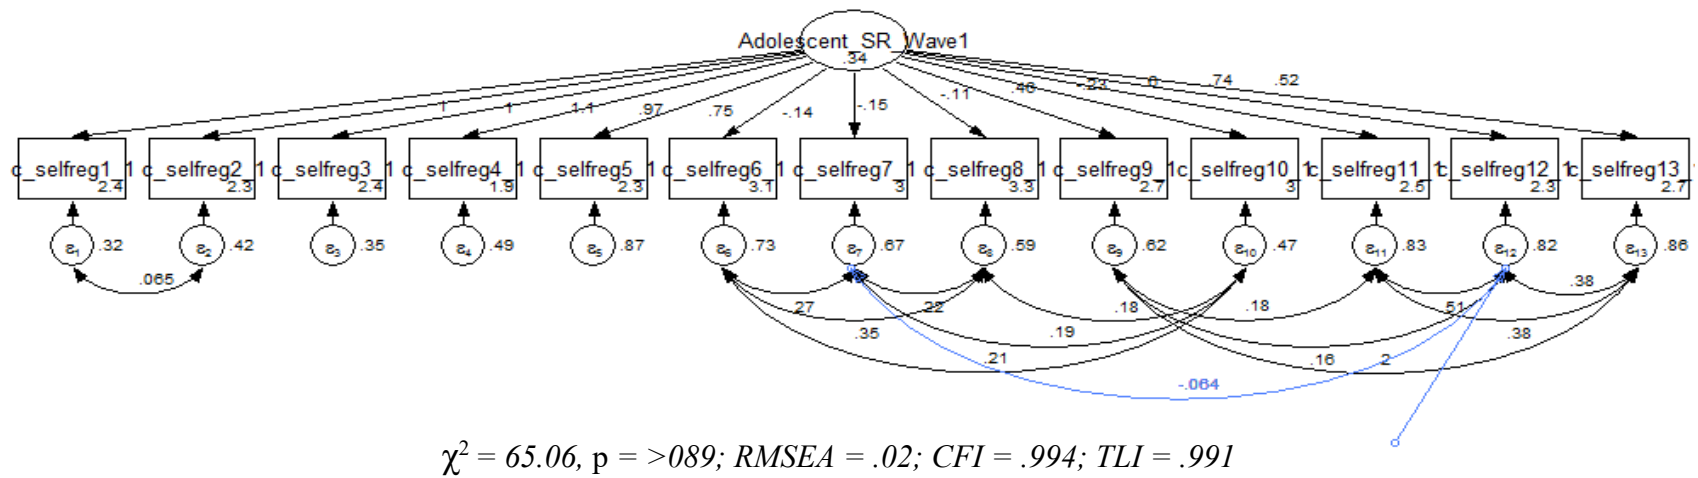 Adolescent_SR_Wave1
.34
1 1 1.1 .97 .75 -.14 -.15 -.11 .46 -.23 .6 .74 .52
c_selfreg1_1 c_selfreg2_1 c_selfreg3_1 c_selfreg4_1 c_selfreg5_1 c_selfreg6_1 c_selfreg7_1 c_selfreg8_1 c_selfreg9_1 c_selfreg10_1 c_selfreg11_1 c_selfreg12_1 c_selfreg13_1
2.4 2.3 2.4 1.9 2.3 3.1 3 3.3 2.7 3 2.5 2.3 2.7
ε1 .32 ε2 .42 ε3 .35 ε4 .49 ε5 .87 ε6 .73 ε7 .67 ε8 .59 ε9 .62 ε10 .47 ε11 .83 ε12 .82 ε13 .86
.065 .38
.27 .22 .18 .18 .51
.35 .19 .38
.21 .16 .2
-.064
χ² = 65.06, p = >089; RMSEA = .02; CFI = .994; TLI = .991